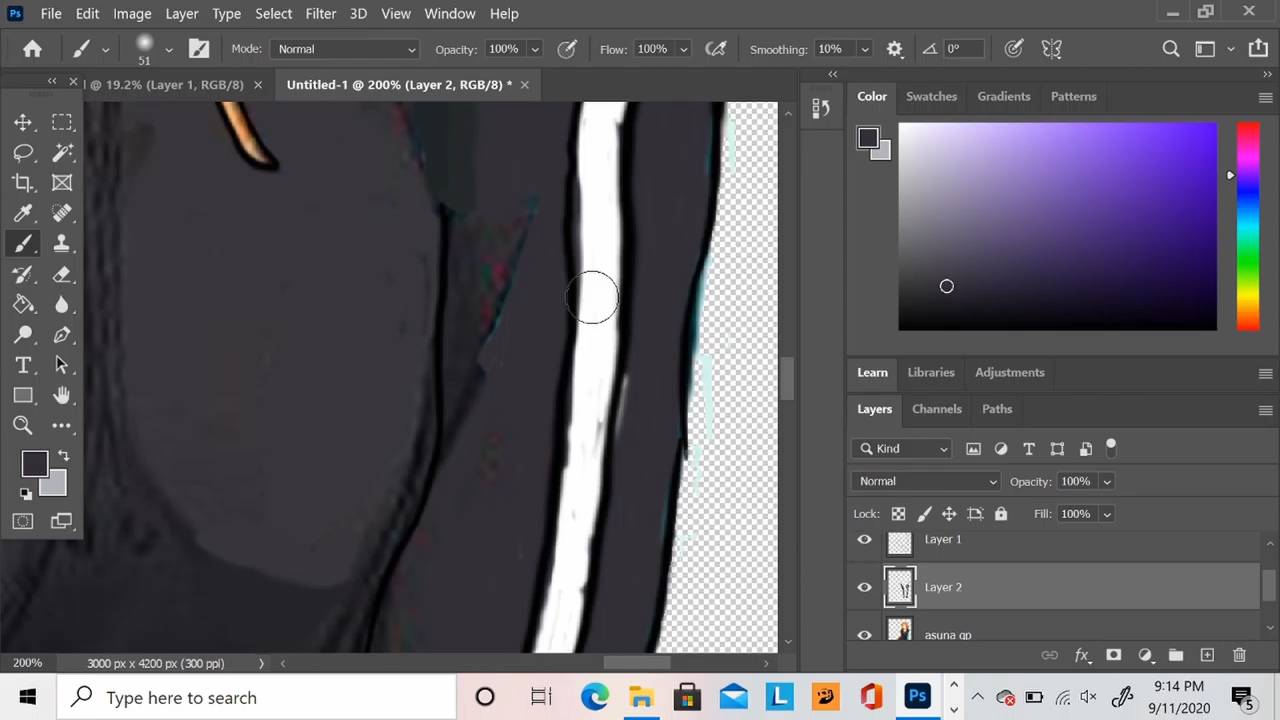 Ps File Edit Image Layer Type Select Filter 3D View Window Help
51 Mode: Normal Opacity: 100% Flow: 100% Smoothing: 10% 0°
@ 19.2% (Layer 1, RGB/8) × Untitled-1 @ 200% (Layer 2, RGB/8) * ×
Color Swatches Gradients Patterns
Learn Libraries Adjustments
Layers Channels Paths
Kind
Normal Opacity: 100%
Lock: Fill: 100%
Layer 1
Layer 2
asuna gp
200% 3000 px x 4200 px (300 ppi)
Type here to search
L
Ps
9:14 PM
9/11/2020
5